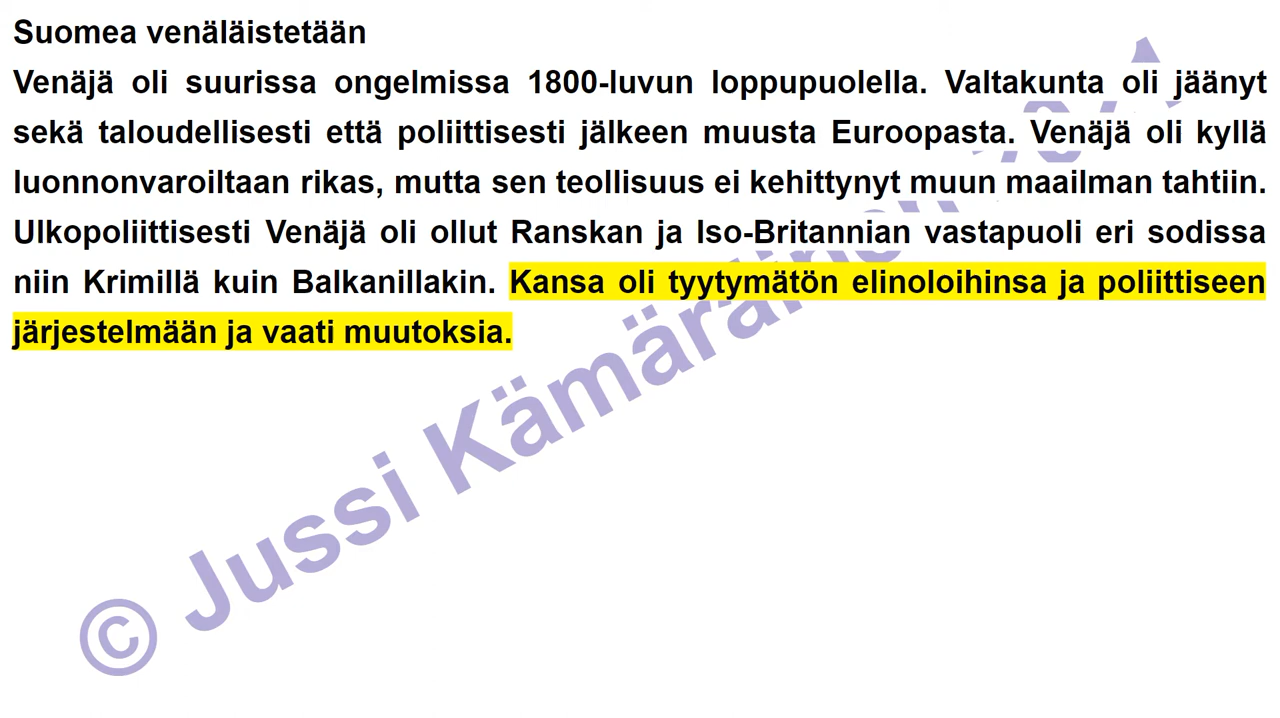 Suomea venäläistetään
Venäjä oli suurissa ongelmissa 1800-luvun loppupuolella. Valtakunta oli jäänyt
sekä taloudellisesti että poliittisesti jälkeen muusta Euroopasta. Venäjä oli kyllä
luonnonvaroiltaan rikas, mutta sen teollisuus ei kehittynyt muun maailman tahtiin.
Ulkopoliittisesti Venäjä oli ollut Ranskan ja Iso-Britannian vastapuoli eri sodissa
niin Krimillä kuin Balkanillakin. Kansa oli tyytymätön elinoloihinsa ja poliittiseen
järjestelmään ja vaati muutoksia.
© Jussi Kämäräinen